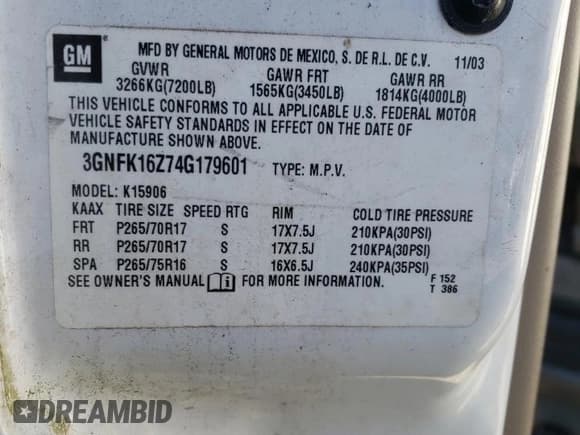 GM
MFD BY GENERAL MOTORS DE MEXICO, S. DE R.L. DE C.V. 11/03
GVWR GAWR FRT GAWR RR
3266KG(7200LB) 1565KG(3450LB) 1814KG(4000LB)
THIS VEHICLE CONFORMS TO ALL APPLICABLE U.S. FEDERAL MOTOR
VEHICLE SAFETY STANDARDS IN EFFECT ON THE DATE OF
MANUFACTURE SHOWN ABOVE.
3GNFK16Z74G179601 TYPE: M.P.V.
MODEL: K15906
KAAX TIRE SIZE SPEED RTG RIM COLD TIRE PRESSURE
FRT P265/70R17 S 17X7.5J 210KPA(30PSI)
RR P265/70R17 S 17X7.5J 210KPA(30PSI)
SPA P265/75R16 S 16X6.5J 240KPA(35PSI)
SEE OWNER'S MANUAL FOR MORE INFORMATION. F 152
T 386
DREAMBID